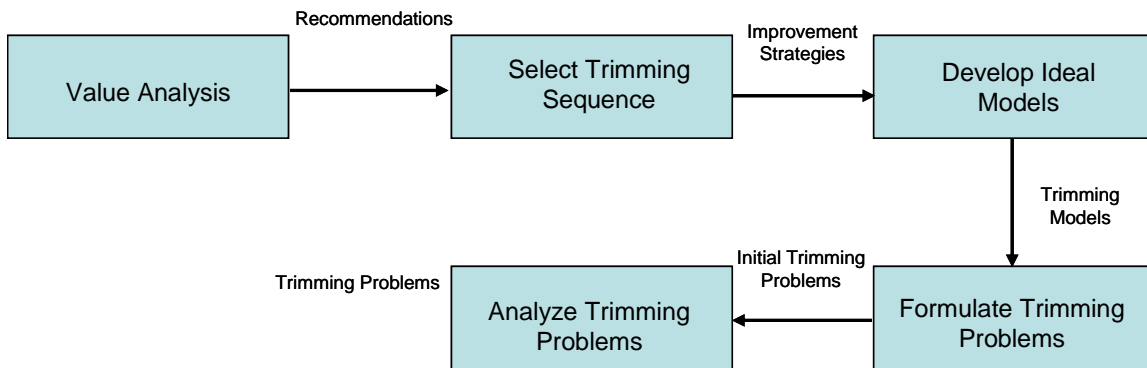 Recommendations
Value Analysis
Select Trimming
Sequence
Improvement
Strategies
Develop Ideal
Models
Trimming
Models
Formulate Trimming
Problems
Initial Trimming
Problems
Analyze Trimming
Problems
Trimming Problems